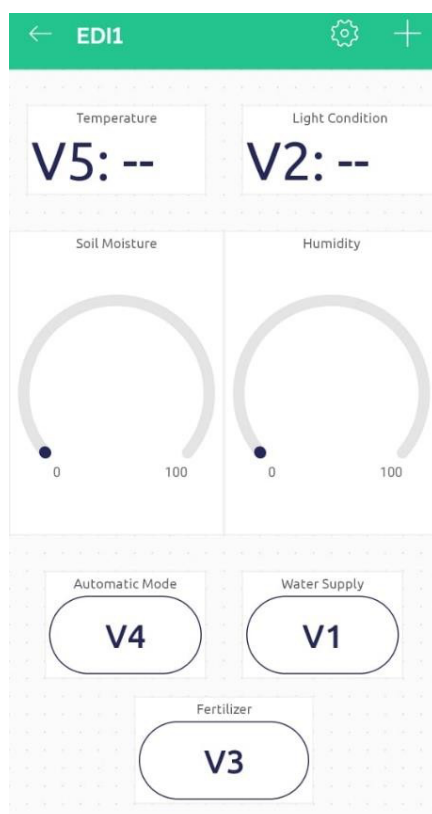 EDI1
Temperature Light Condition
V5: -- V2: --
Soil Moisture Humidity
0 100 0 100
Automatic Mode Water Supply
V4 V1
Fertilizer
V3